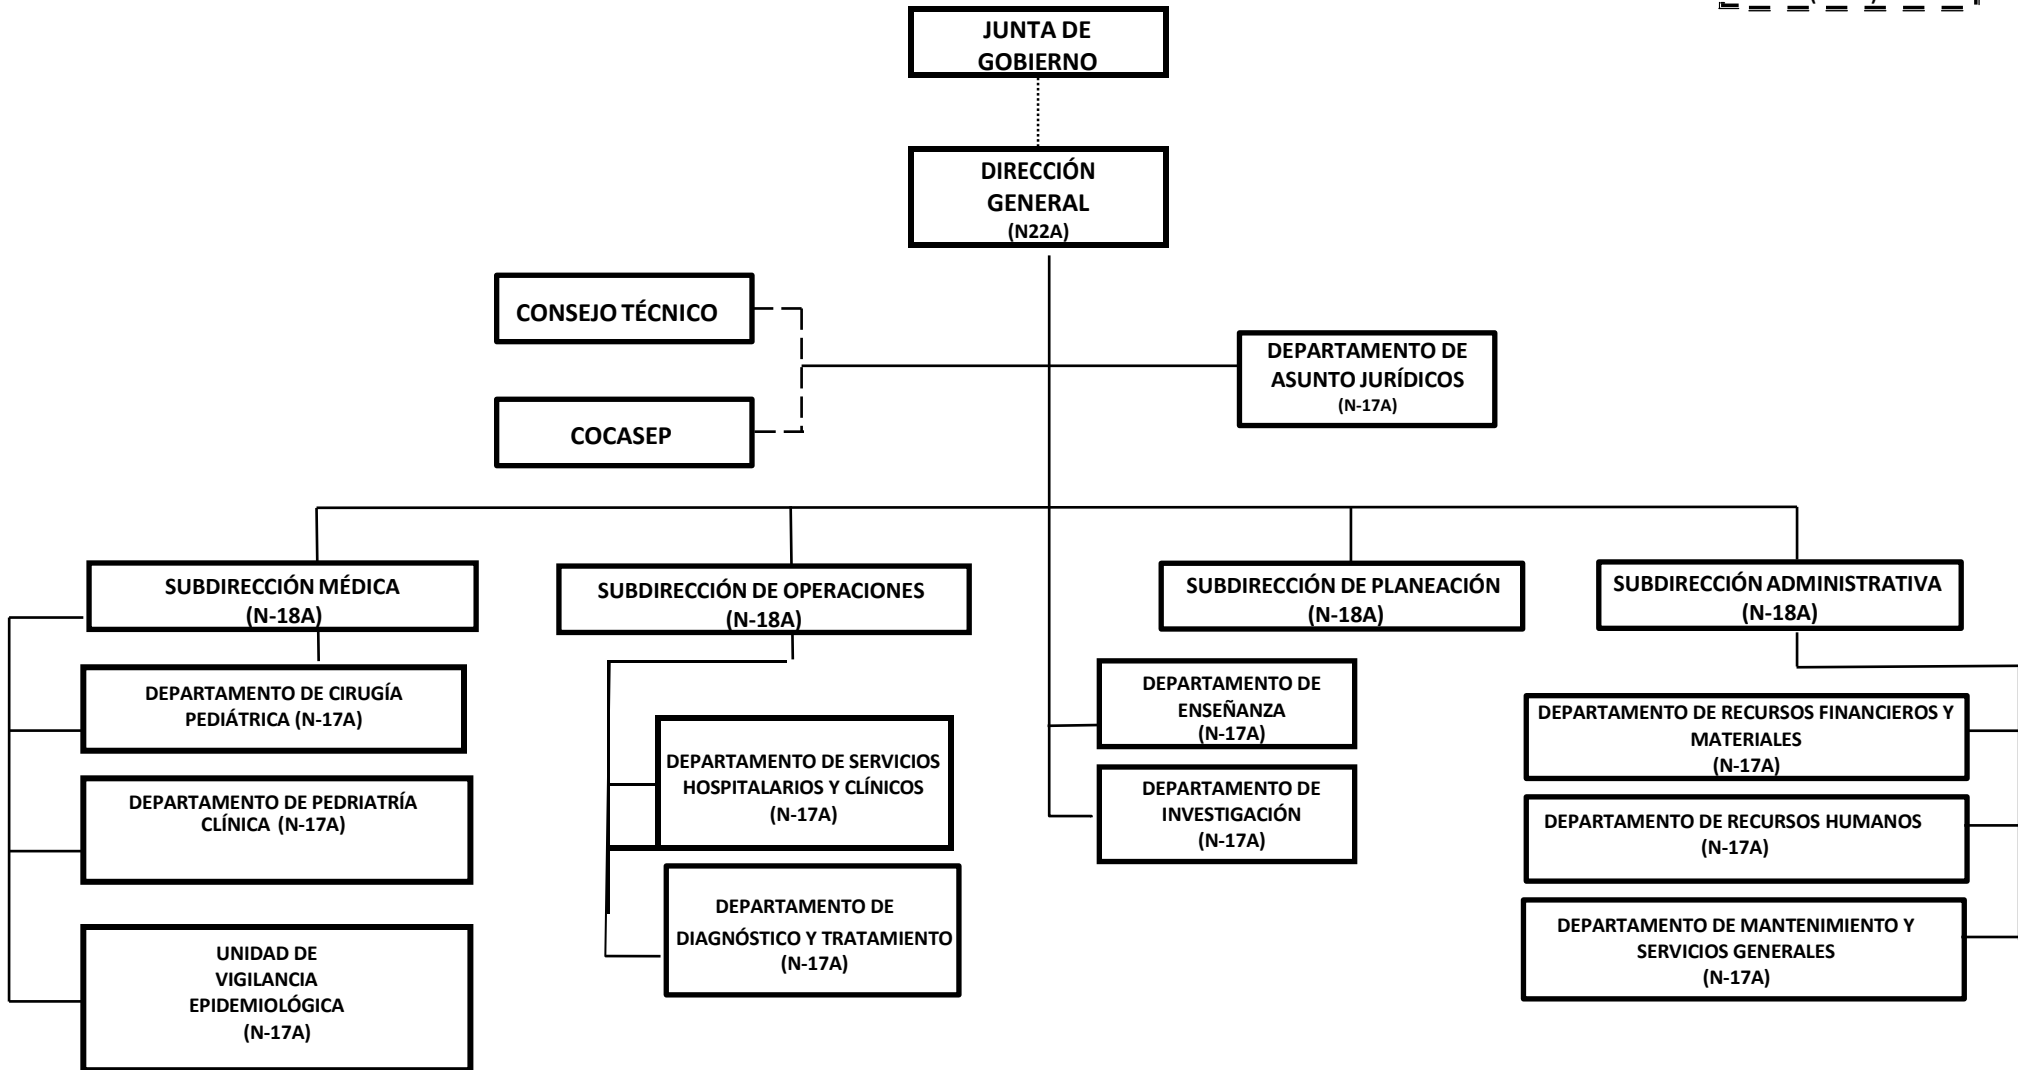 JUNTA DE
GOBIERNO
DIRECCIÓN
GENERAL
(N22A)
CONSEJO TÉCNICO
COCASEP
DEPARTAMENTO DE
ASUNTO JURÍDICOS
(N-17A)
SUBDIRECCIÓN MÉDICA
(N-18A)
SUBDIRECCIÓN DE OPERACIONES
(N-18A)
SUBDIRECCIÓN DE PLANEACIÓN
(N-18A)
SUBDIRECCIÓN ADMINISTRATIVA
(N-18A)
DEPARTAMENTO DE CIRUGÍA
PEDIÁTRICA (N-17A)
DEPARTAMENTO DE PEDRIATRÍA
CLÍNICA (N-17A)
UNIDAD DE
VIGILANCIA
EPIDEMIOLÓGICA
(N-17A)
DEPARTAMENTO DE SERVICIOS
HOSPITALARIOS Y CLÍNICOS
(N-17A)
DEPARTAMENTO DE
DIAGNÓSTICO Y TRATAMIENTO
(N-17A)
DEPARTAMENTO DE
ENSEÑANZA
(N-17A)
DEPARTAMENTO DE
INVESTIGACIÓN
(N-17A)
DEPARTAMENTO DE RECURSOS FINANCIEROS Y
MATERIALES
(N-17A)
DEPARTAMENTO DE RECURSOS HUMANOS
(N-17A)
DEPARTAMENTO DE MANTENIMIENTO Y
SERVICIOS GENERALES
(N-17A)